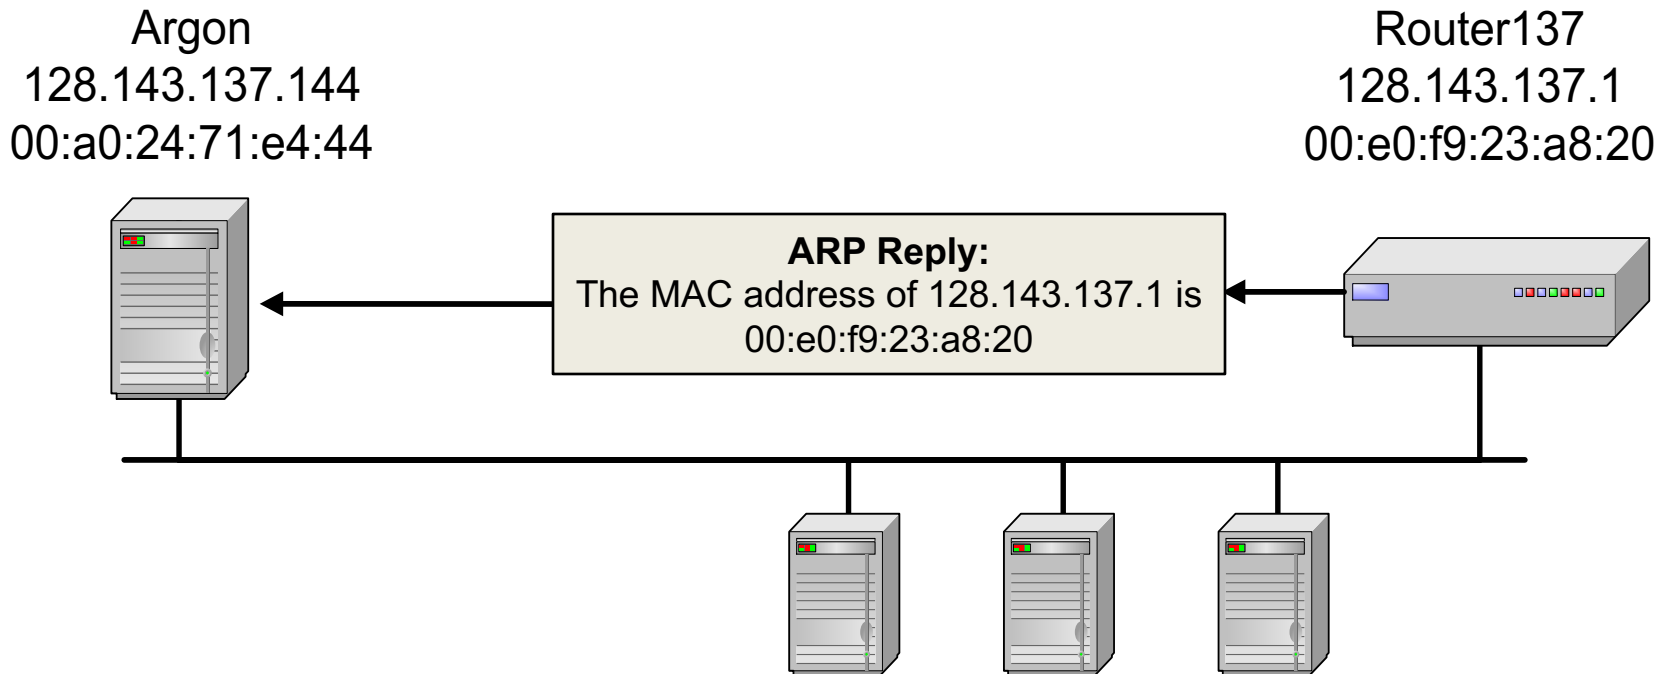 Argon
128.143.137.144
00:a0:24:71:e4:44
Router137
128.143.137.1
00:e0:f9:23:a8:20
ARP Reply:
The MAC address of 128.143.137.1 is
00:e0:f9:23:a8:20